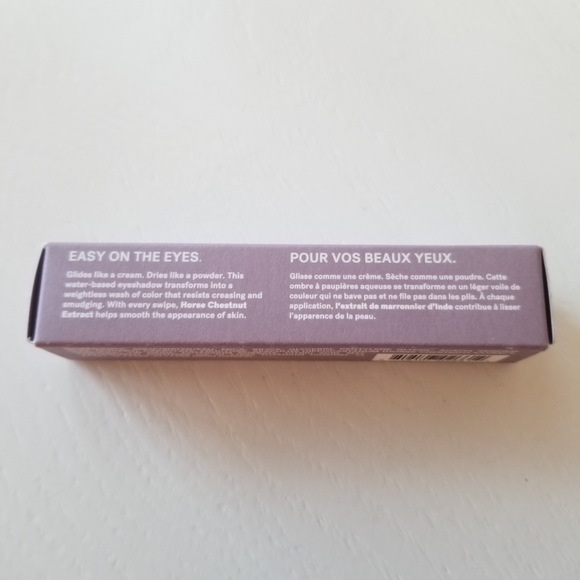 EASY ON THE EYES.
Glides like a cream. Dries like a powder. This
water-based eyeshadow transforms into a
weightless wash of color that resists creasing and
smudging. With every swipe, Horse Chestnut
Extract helps smooth the appearance of skin.
POUR VOS BEAUX YEUX.
Glisse comme une crème. Sèche comme une poudre. Cette
ombre à paupières aqueuse se transforme en un léger voile de
couleur qui ne bave pas et ne file pas dans les plis. À chaque
application, l'extrait de marronnier d'Inde contribue à lisser
l'apparence de la peau.